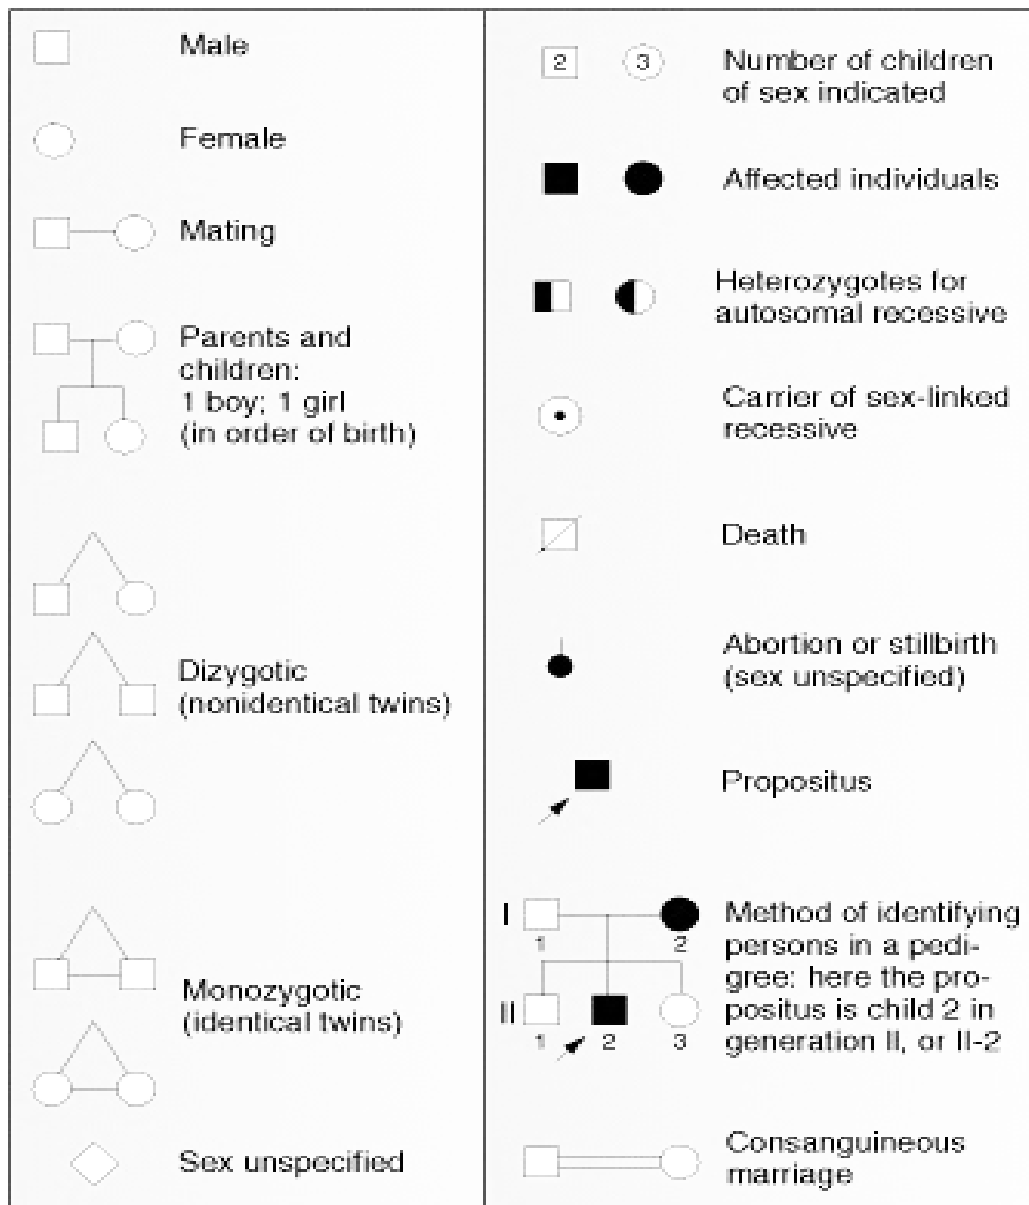 Male
Female
Mating
Parents and
children:
1 boy; 1 girl
(in order of birth)
Dizygotic
(nonidentical twins)
Monozygotic
(identical twins)
Sex unspecified
2 3 Number of children
of sex indicated
Affected individuals
Heterozygotes for
autosomal recessive
Carrier of sex-linked
recessive
Death
Abortion or stillbirth
(sex unspecified)
Propositus
I
1 2
II
1 2 3
Method of identifying
persons in a pedi-
gree: here the pro-
positus is child 2 in
generation II, or II-2
Consanguineous
marriage